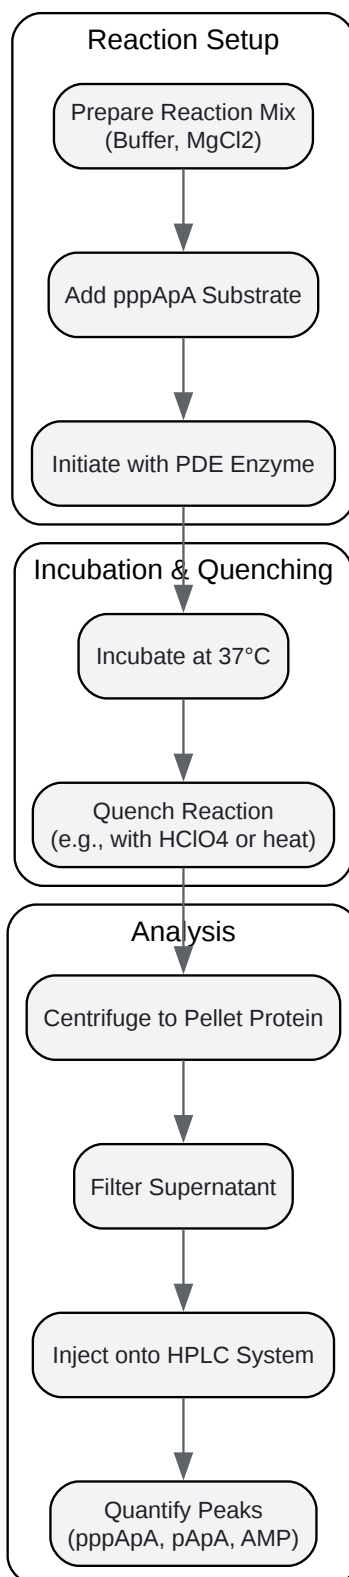 Reaction Setup
Prepare Reaction Mix
(Buffer, MgCl2)
Add pppApA Substrate
Initiate with PDE Enzyme
Incubation & Quenching
Incubate at 37°C
Quench Reaction
(e.g., with HClO4 or heat)
Analysis
Centrifuge to Pellet Protein
Filter Supernatant
Inject onto HPLC System
Quantify Peaks
(pppApA, pApA, AMP)